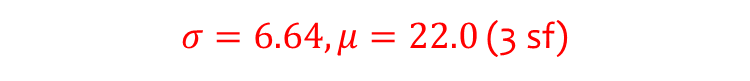 σ = 6.64, μ = 22.0 (3 sf)